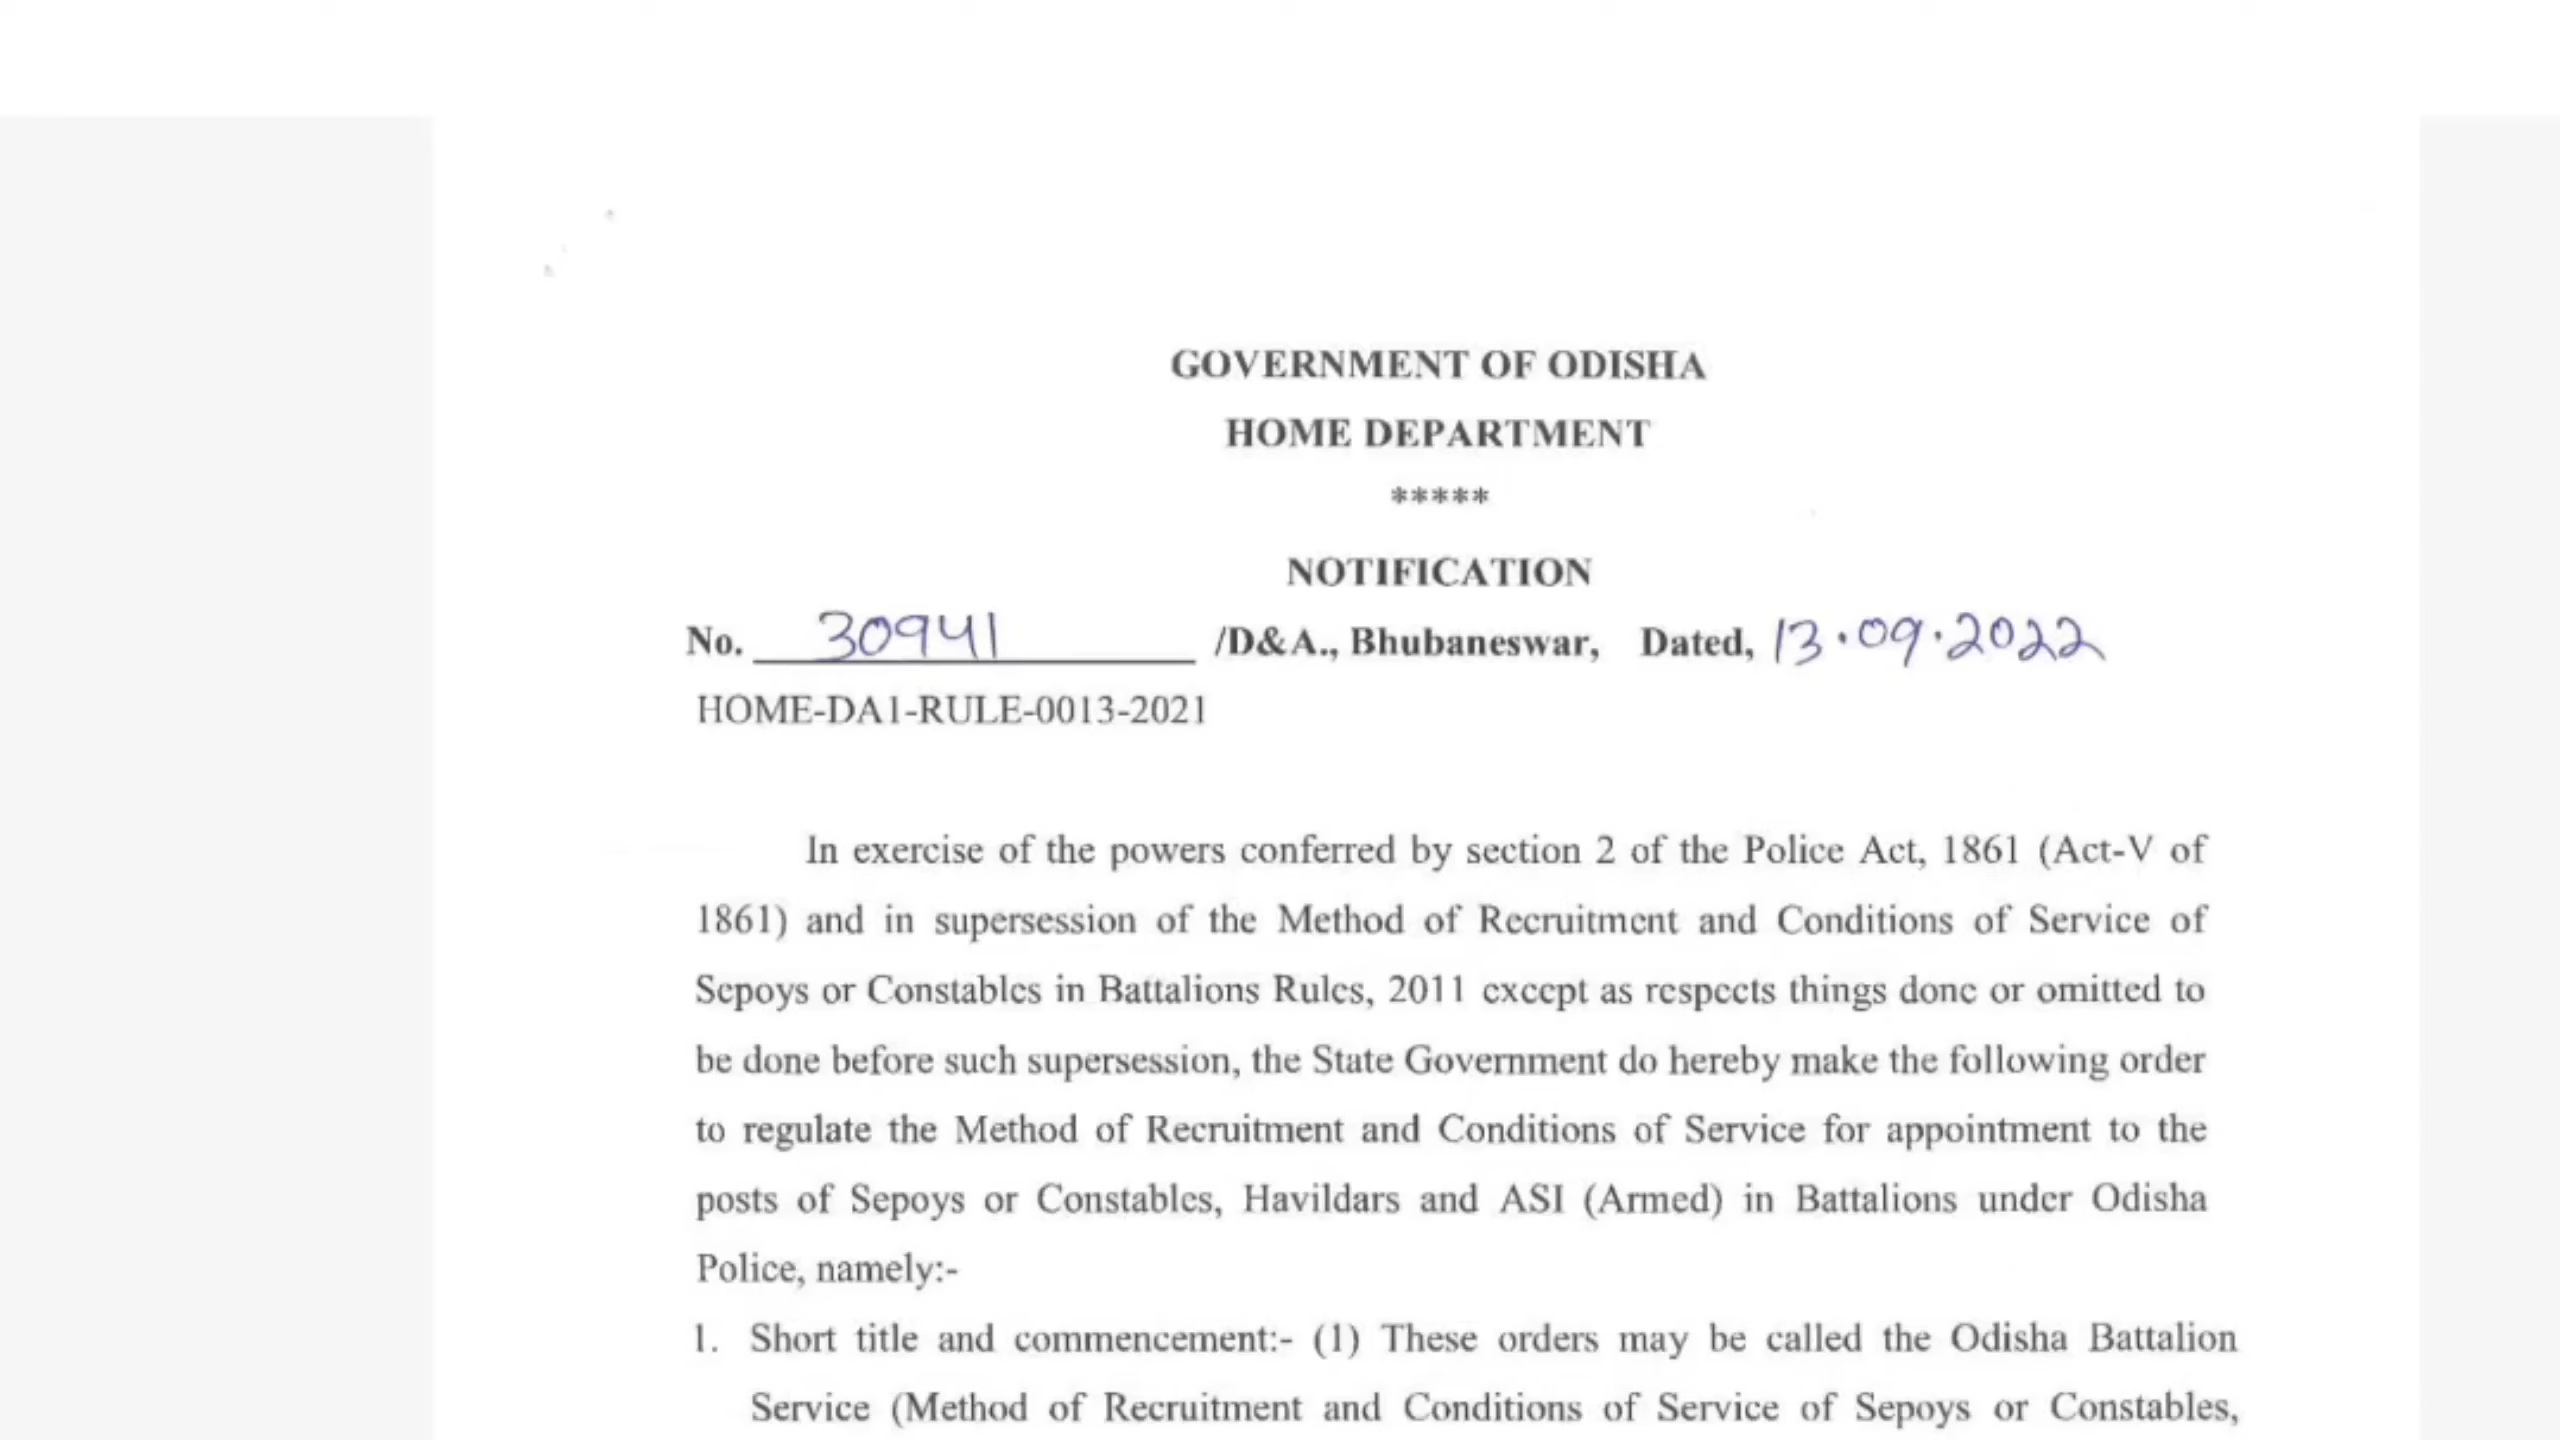 GOVERNMENT OF ODISHA
HOME DEPARTMENT
*****
NOTIFICATION
No. 30941 /D&A., Bhubaneswar, Dated, 13.09.2022
HOME-DA1-RULE-0013-2021
In exercise of the powers conferred by section 2 of the Police Act, 1861 (Act-V of
1861) and in supersession of the Method of Recruitment and Conditions of Service of
Sepoys or Constables in Battalions Rules, 2011 except as respects things done or omitted to
be done before such supersession, the State Government do hereby make the following order
to regulate the Method of Recruitment and Conditions of Service for appointment to the
posts of Sepoys or Constables, Havildars and ASI (Armed) in Battalions under Odisha
Police, namely:-
1. Short title and commencement:- (1) These orders may be called the Odisha Battalion
Service (Method of Recruitment and Conditions of Service of Sepoys or Constables,